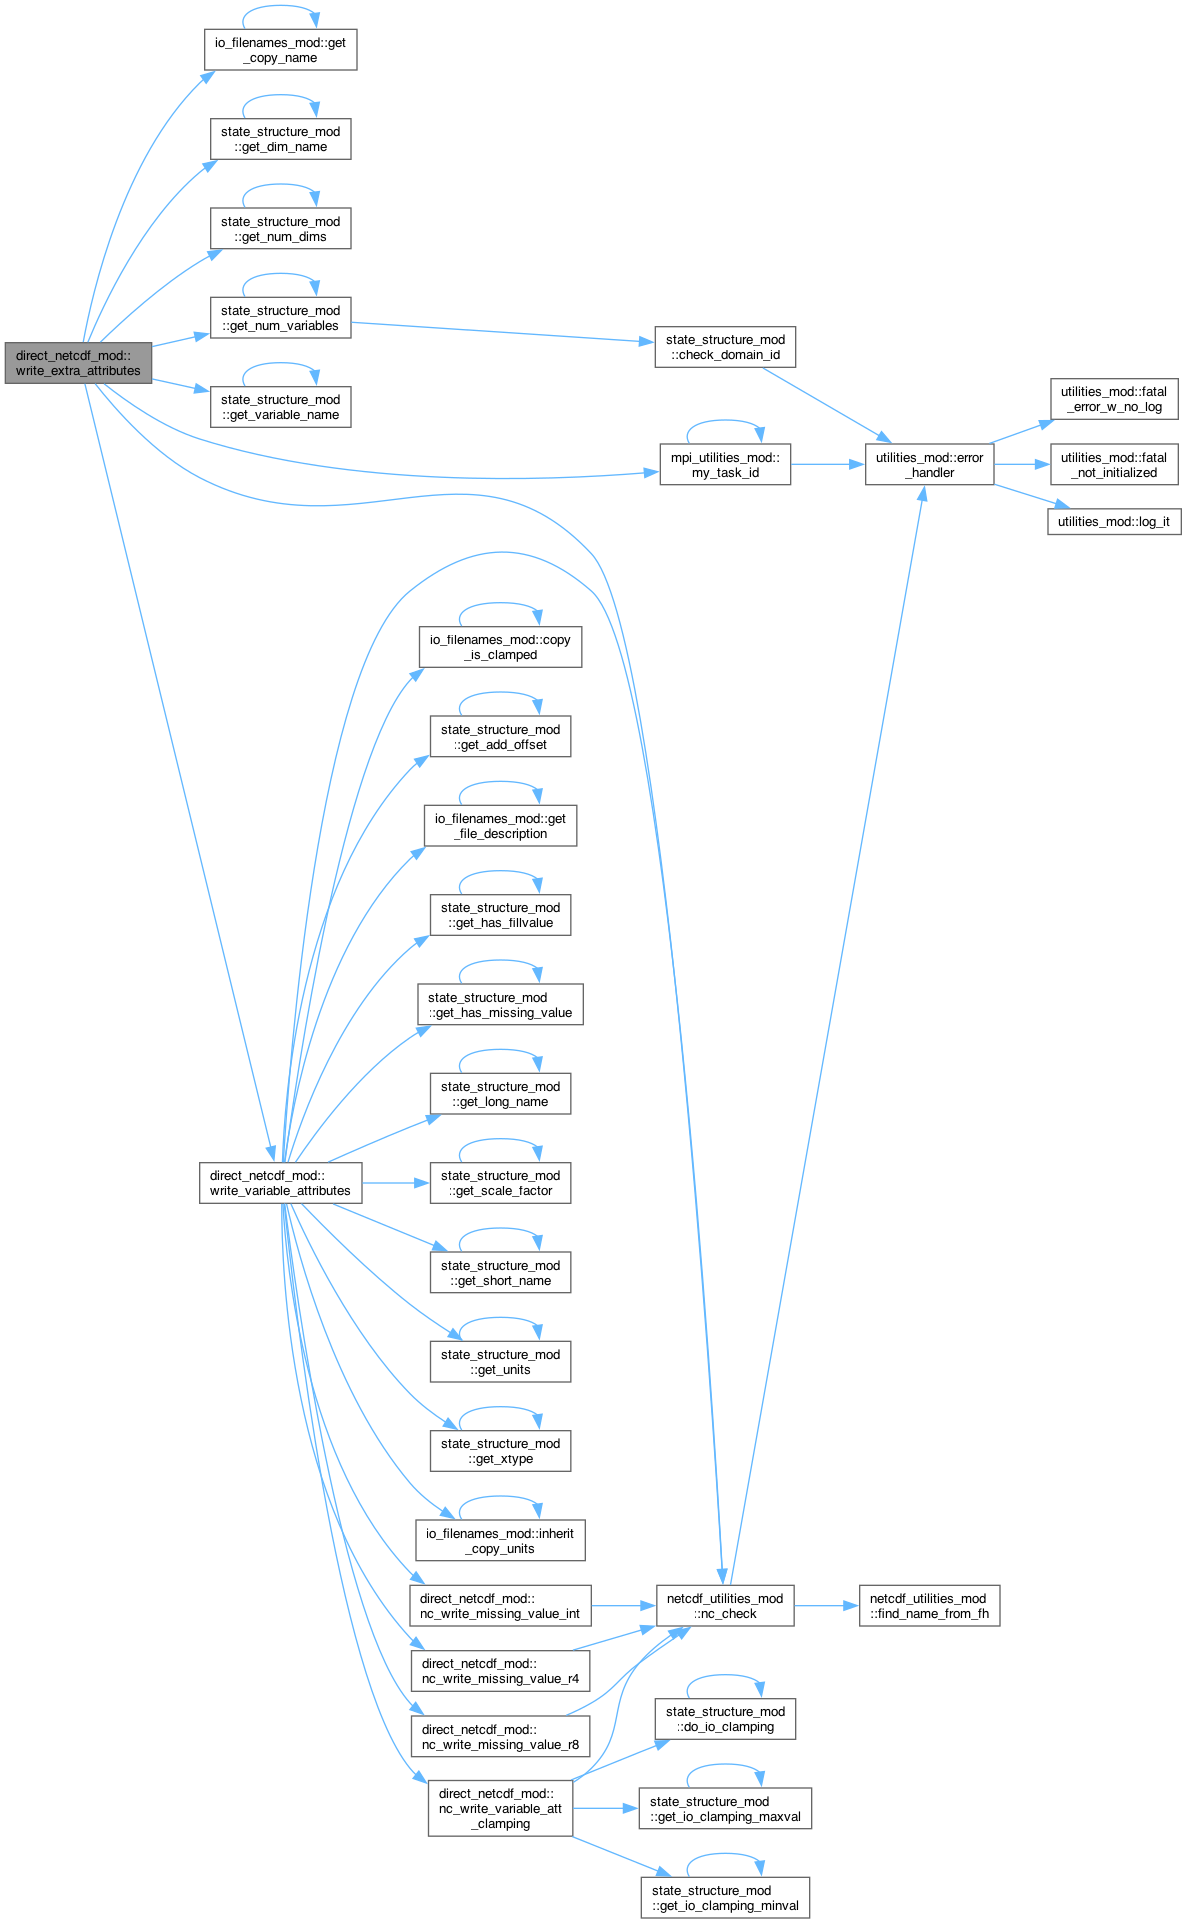 io_filenames_mod::get
_copy_name
state_structure_mod
::get_dim_name
state_structure_mod
::get_num_dims
state_structure_mod
::get_num_variables
state_structure_mod
::check_domain_id
direct_netcdf_mod::
write_extra_attributes
state_structure_mod
::get_variable_name
utilities_mod::fatal
_error_w_no_log
mpi_utilities_mod::
my_task_id
utilities_mod::error
_handler
utilities_mod::fatal
_not_initialized
utilities_mod::log_it
io_filenames_mod::copy
_is_clamped
state_structure_mod
::get_add_offset
io_filenames_mod::get
_file_description
state_structure_mod
::get_has_fillvalue
state_structure_mod
::get_has_missing_value
state_structure_mod
::get_long_name
direct_netcdf_mod::
write_variable_attributes
state_structure_mod
::get_scale_factor
state_structure_mod
::get_short_name
state_structure_mod
::get_units
state_structure_mod
::get_xtype
io_filenames_mod::inherit
_copy_units
direct_netcdf_mod::
nc_write_missing_value_int
netcdf_utilities_mod
::nc_check
netcdf_utilities_mod
::find_name_from_fh
direct_netcdf_mod::
nc_write_missing_value_r4
direct_netcdf_mod::
nc_write_missing_value_r8
state_structure_mod
::do_io_clamping
direct_netcdf_mod::
nc_write_variable_att
_clamping
state_structure_mod
::get_io_clamping_maxval
state_structure_mod
::get_io_clamping_minval